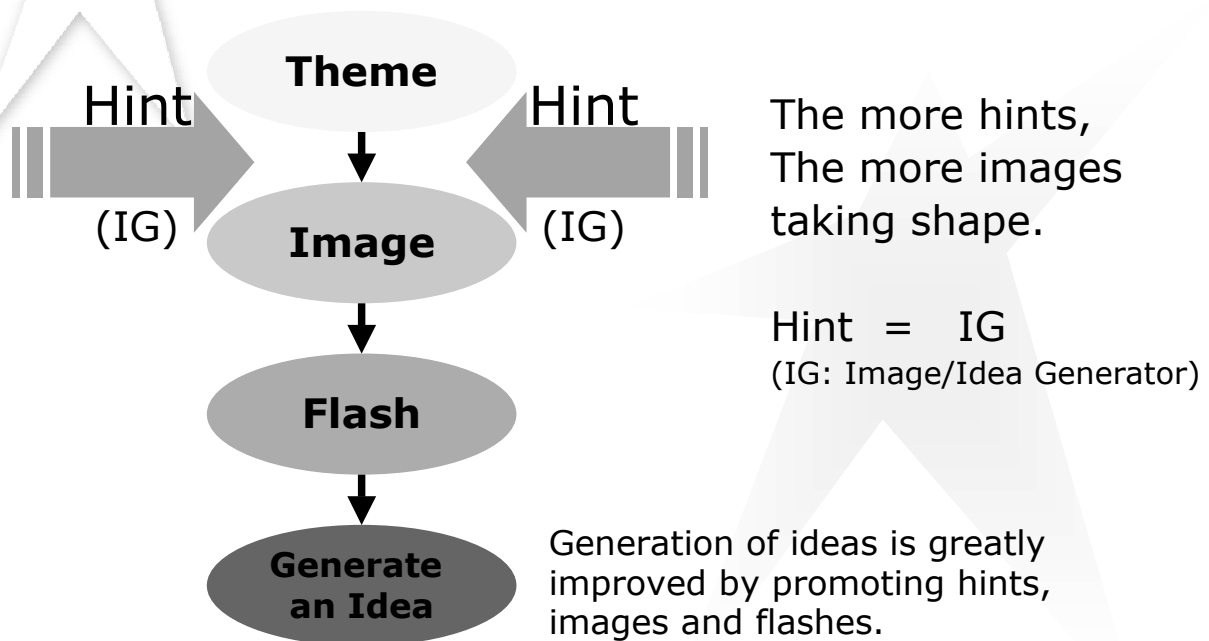 Theme
Hint
Hint
(IG)
(IG)
Image
Flash
Generate
an Idea
The more hints,
The more images
taking shape.
Hint = IG
(IG: Image/Idea Generator)
Generation of ideas is greatly
improved by promoting hints,
images and flashes.